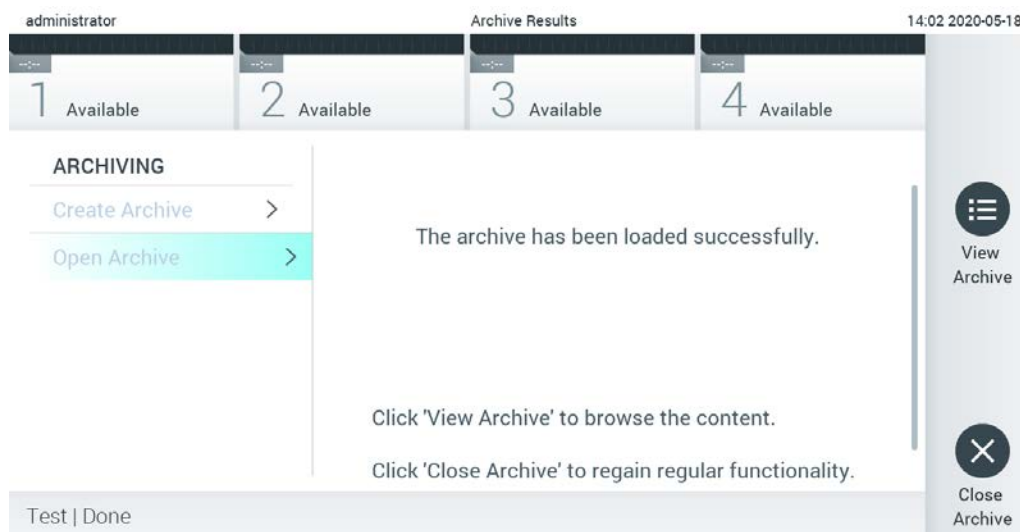 administrator Archive Results 14:02 2020-05-18
--:-- --:-- --:-- --:--
1 Available 2 Available 3 Available 4 Available
ARCHIVING
Create Archive >
Open Archive >
The archive has been loaded successfully.
Click 'View Archive' to browse the content.
Click 'Close Archive' to regain regular functionality.
View
Archive
Close
Archive
Test | Done